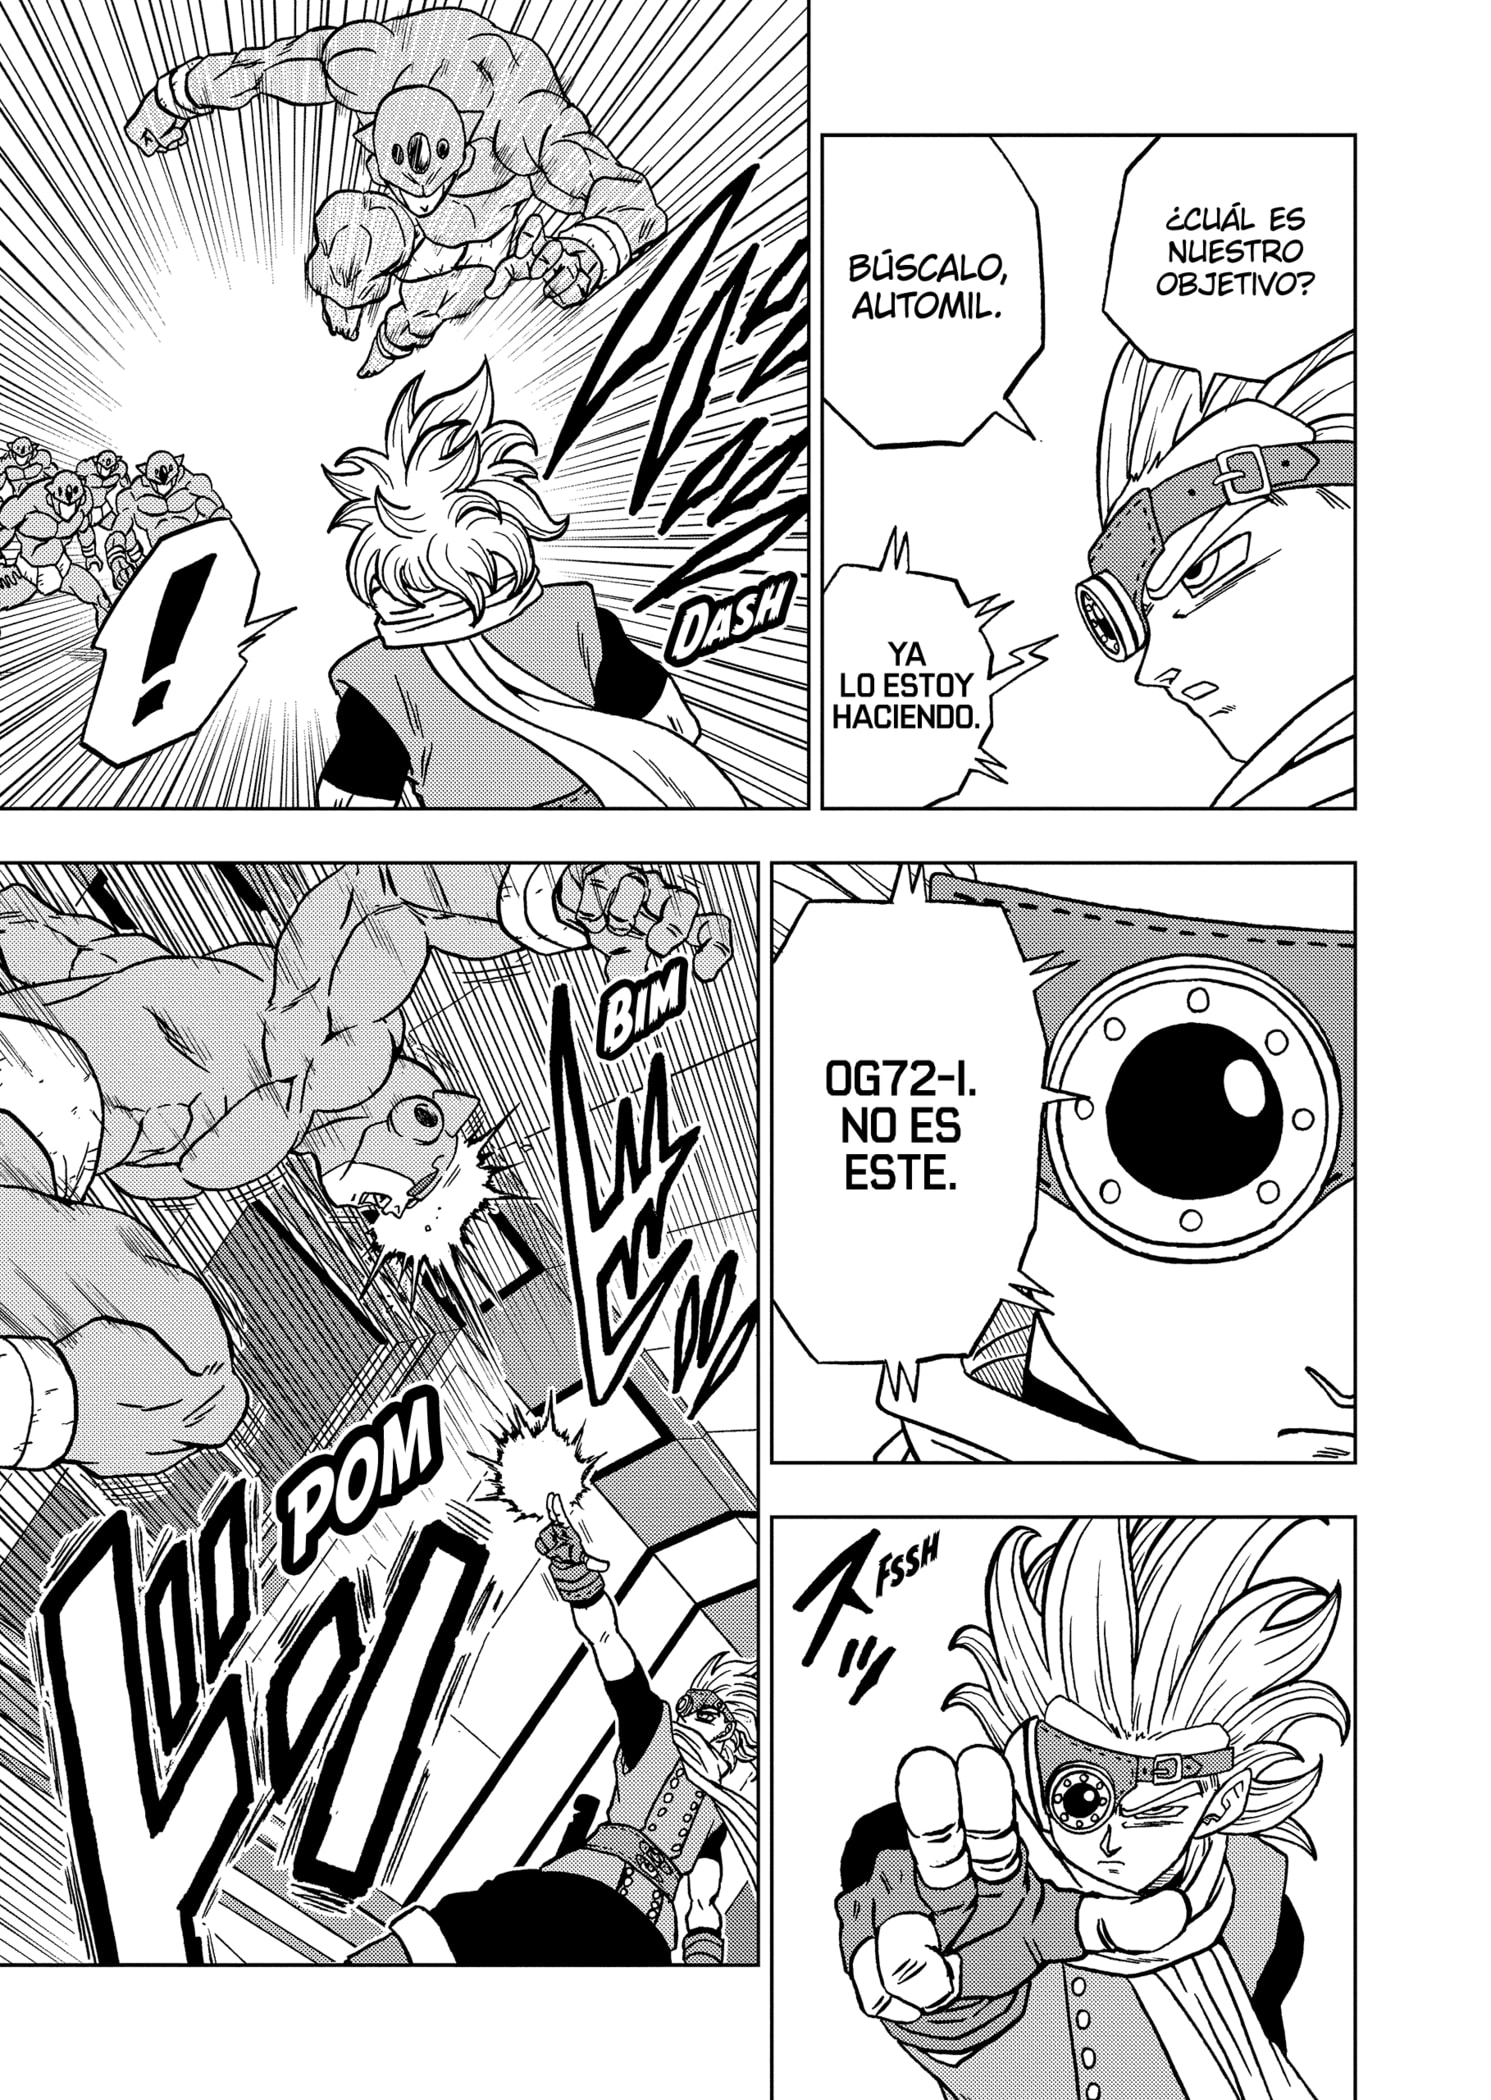 ¿CUÁL ES
NUESTRO
OBJETIVO?
BÚSCALO,
AUTOMIL.
YA
LO ESTOY
HACIENDO.
DASH
!
OG72-I.
NO ES
ESTE.
BIM
POM
FSSH